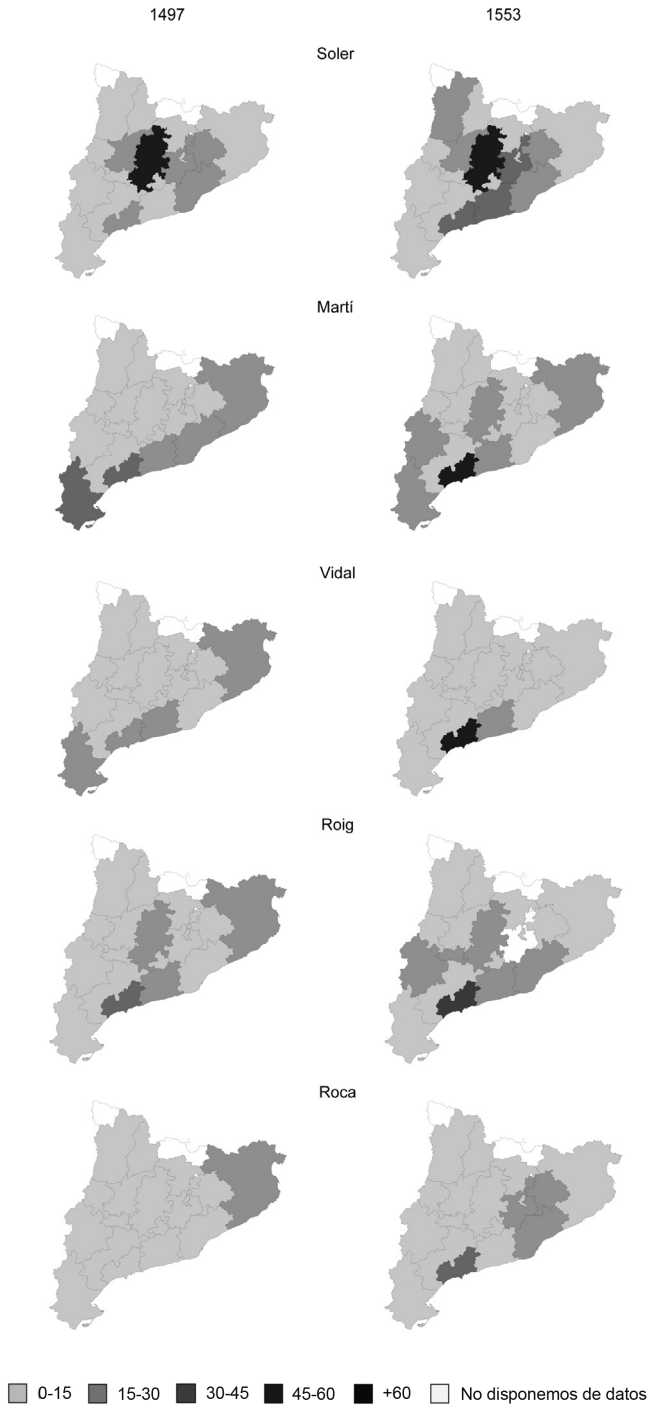 1497 1553
Soler
Martí
Vidal
Roig
Roca
0-15 15-30 30-45 45-60 +60 No disponemos de datos